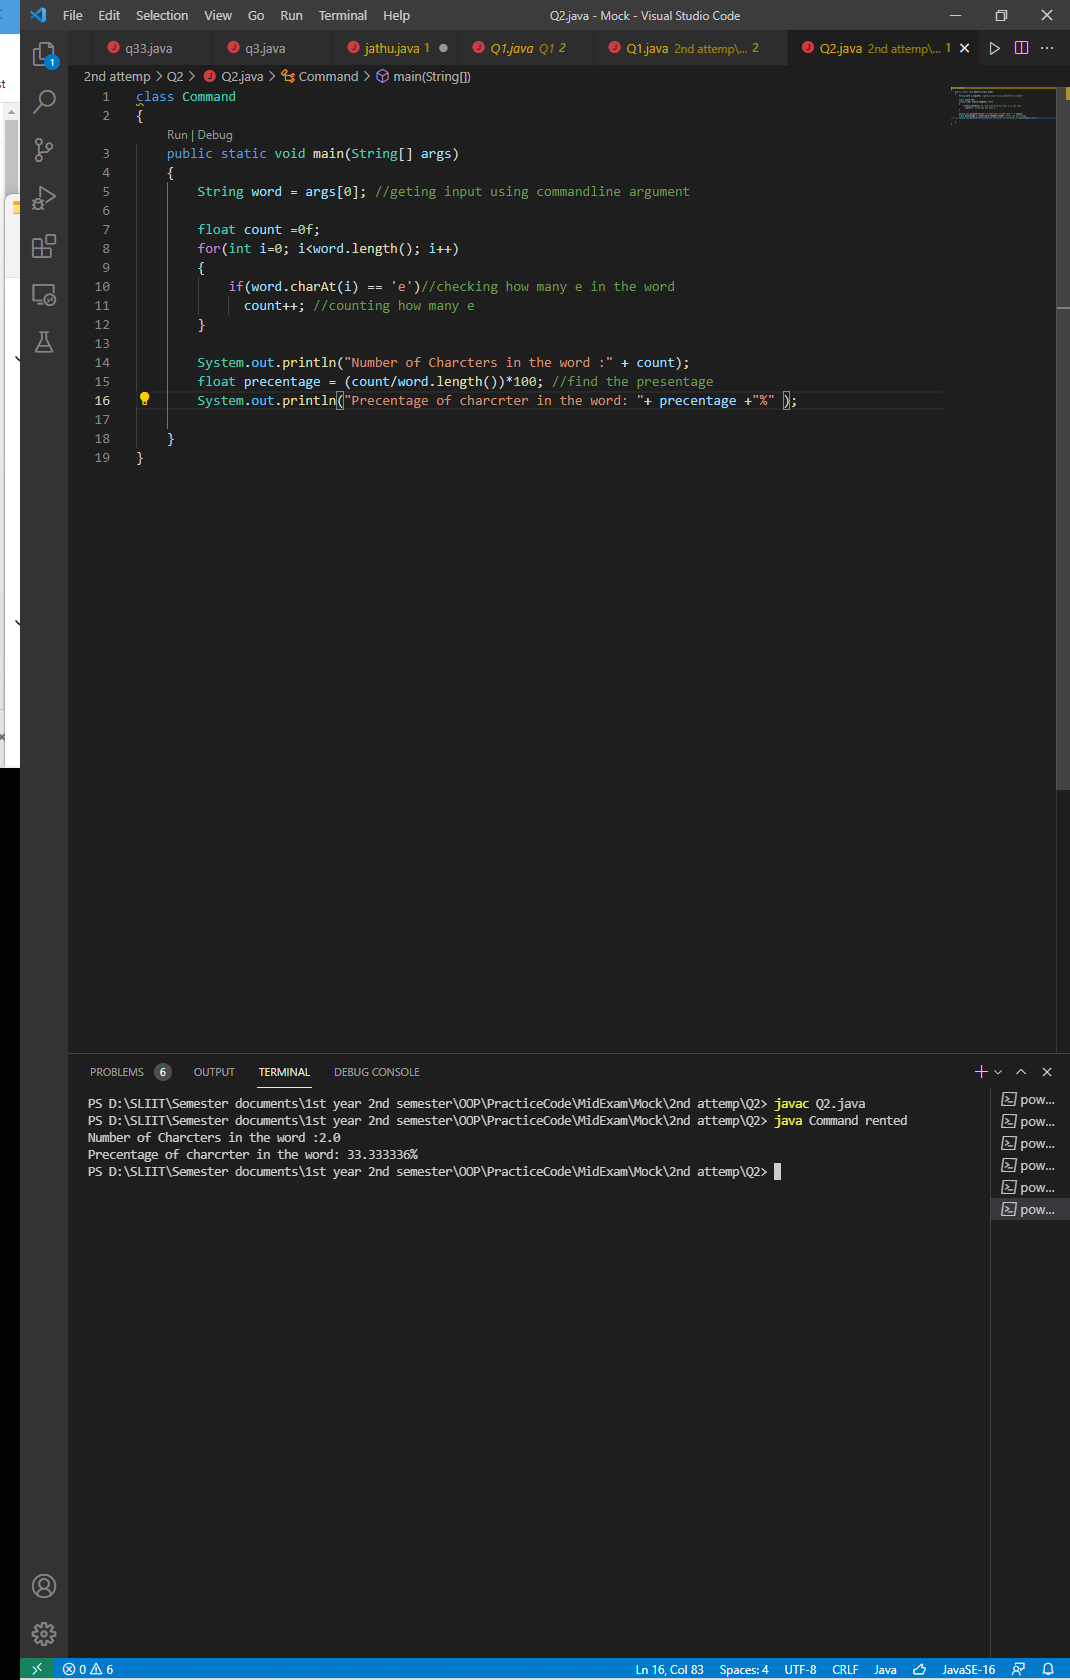 File Edit Selection View Go Run Terminal Help Q2.java - Mock - Visual Studio Code
q33.java q3.java jathu.java 1 Q1.java Q1 2 Q1.java 2nd attemp\... 2 Q2.java 2nd attemp\... 1
2nd attemp > Q2 > Q2.java > Command > main(String[])
1 class Command
2 {
Run | Debug
3 public static void main(String[] args)
4 {
5 String word = args[0]; //geting input using commandline argument
6
7 float count =0f;
8 for(int i=0; i<word.length(); i++)
9 {
10 if(word.charAt(i) == 'e')//checking how many e in the word
11 count++; //counting how many e
12 }
13
14 System.out.println("Number of Charcters in the word :" + count);
15 float precentage = (count/word.length())*100; //find the presentage
16 System.out.println("Precentage of charcrter in the word: "+ precentage +"%" );
17
18 }
19 }
PROBLEMS 6 OUTPUT TERMINAL DEBUG CONSOLE
PS D:\SLIIT\Semester documents\1st year 2nd semester\OOP\PracticeCode\MidExam\Mock\2nd attemp\Q2> javac Q2.java
PS D:\SLIIT\Semester documents\1st year 2nd semester\OOP\PracticeCode\MidExam\Mock\2nd attemp\Q2> java Command rented
Number of Charcters in the word :2.0
Precentage of charcrter in the word: 33.333336%
PS D:\SLIIT\Semester documents\1st year 2nd semester\OOP\PracticeCode\MidExam\Mock\2nd attemp\Q2>
pow...
pow...
pow...
pow...
pow...
pow...
1
0 6 Ln 16, Col 83 Spaces: 4 UTF-8 CRLF Java JavaSE-16